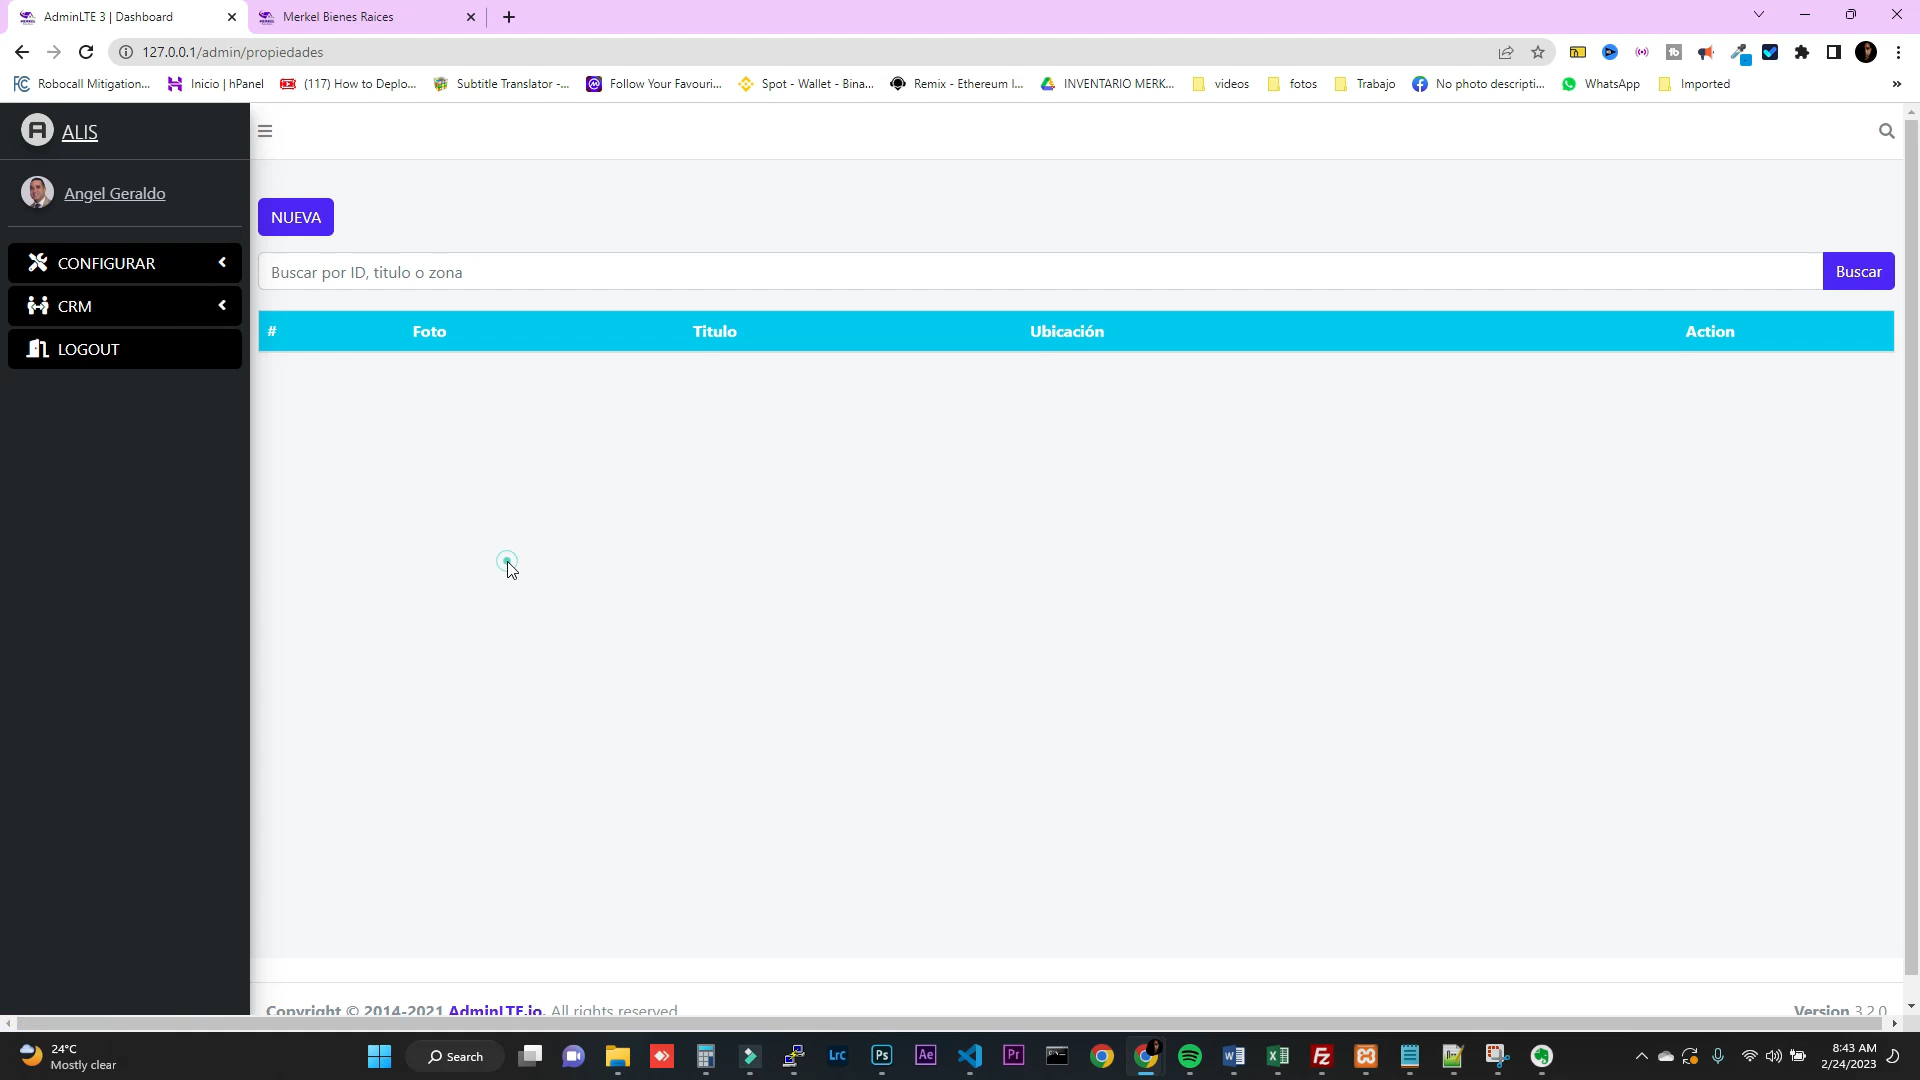 AdminLTE 3 | Dashboard
Merkel Bienes Raices
127.0.0.1/admin/propiedades
Robocall Mitigation...
Inicio | hPanel
(117) How to Deplo...
Subtitle Translator -...
Follow Your Favouri...
Spot - Wallet - Bina...
Remix - Ethereum I...
INVENTARIO MERK...
videos
fotos
Trabajo
No photo descripti...
WhatsApp
Imported
»
ALIS
Angel Geraldo
NUEVA
CONFIGURAR
CRM
LOGOUT
Buscar por ID, titulo o zona
Buscar
# Foto Titulo Ubicación Action
Copyright © 2014-2021 AdminLTE.io. All rights reserved
Version 3.2.0
24°C
Mostly clear
Search
Lrc
Ps
Ae
Pr
8:43 AM
2/24/2023